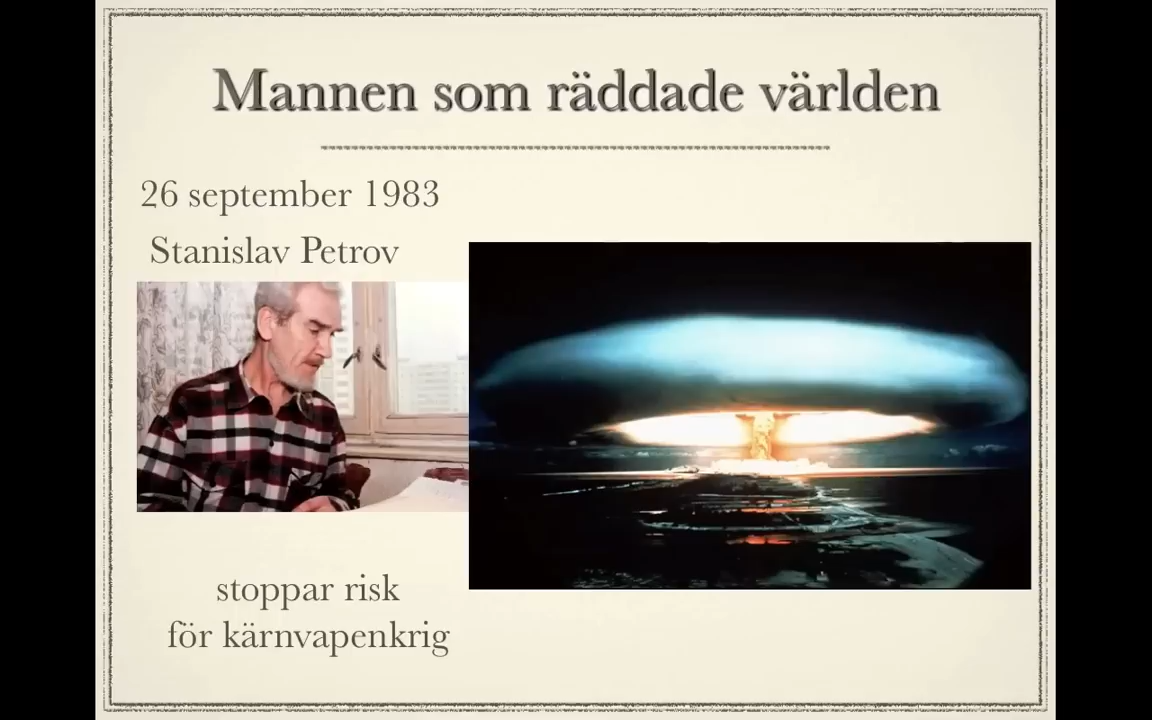 Mannen som räddade världen
26 september 1983
Stanislav Petrov
stoppar risk
för kärnvapenkrig